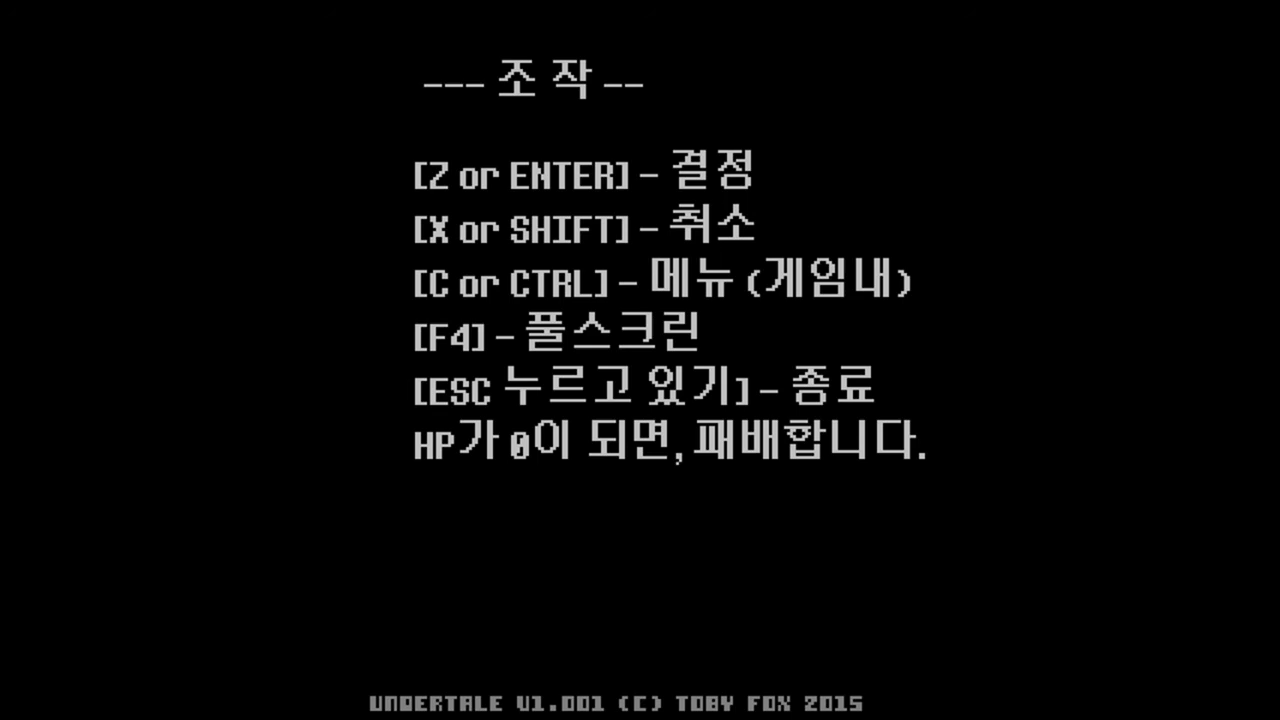 --- 조 작 --
[Z or ENTER] - 결정
[X or SHIFT] - 취소
[C or CTRL] - 메뉴 (게임내)
[F4] - 풀스크린
[ESC 누르고 있기] - 종료
HP가 0이 되면, 패배합니다.
UNDERTALE V1.001 (C) TOBY FOX 2015